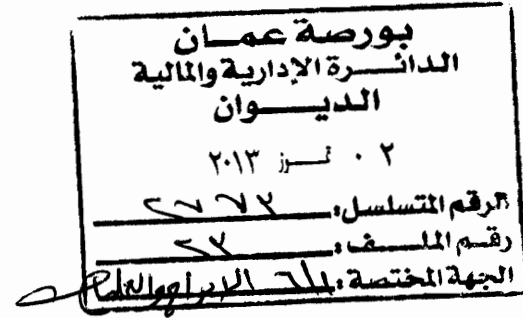 بورصة عمان
الدائرة الإدارية والمالية
الديوان
٠٢ تموز ٢٠١٣
الرقم المتسلسل:
رقم الملف:
الجهة المختصة: